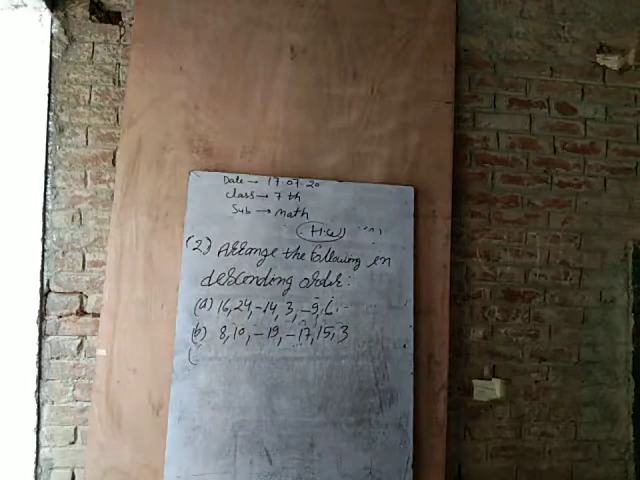 Date → 17.07.20
Class → 7 th
Sub → math
H.W
(2) Arrange the following in
descending order:
(a) 16, 24, -14, 3, -9, 6
(b) 8, 10, -19, -17, 15, 3
(